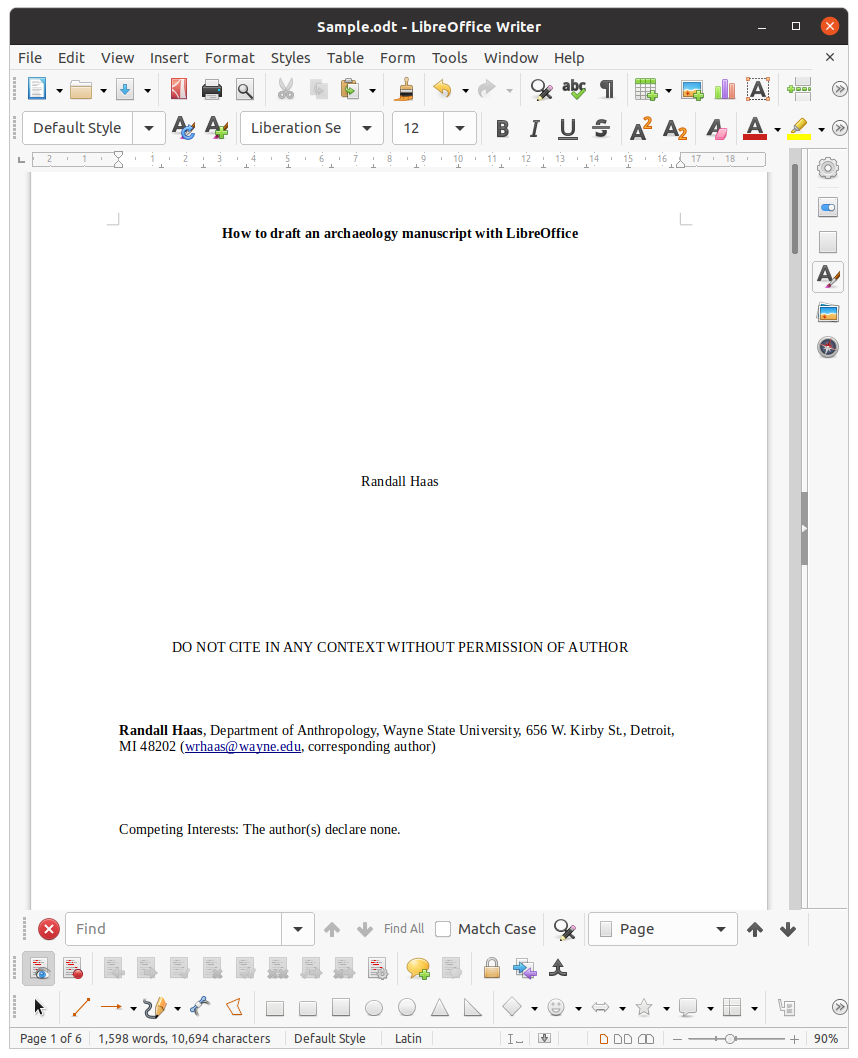 Sample.odt - LibreOffice Writer
File Edit View Insert Format Styles Table Form Tools Window Help
Default Style Liberation Se 12
2 1 1 2 3 4 5 6 7 8 9 10 11 12 13 14 15 16 17 18
How to draft an archaeology manuscript with LibreOffice
Randall Haas
DO NOT CITE IN ANY CONTEXT WITHOUT PERMISSION OF AUTHOR
Randall Haas, Department of Anthropology, Wayne State University, 656 W. Kirby St., Detroit,
MI 48202 (wrhaas@wayne.edu, corresponding author)
Competing Interests: The author(s) declare none.
Find Find All Match Case Page
Page 1 of 6 1,598 words, 10,694 characters Default Style Latin 90%